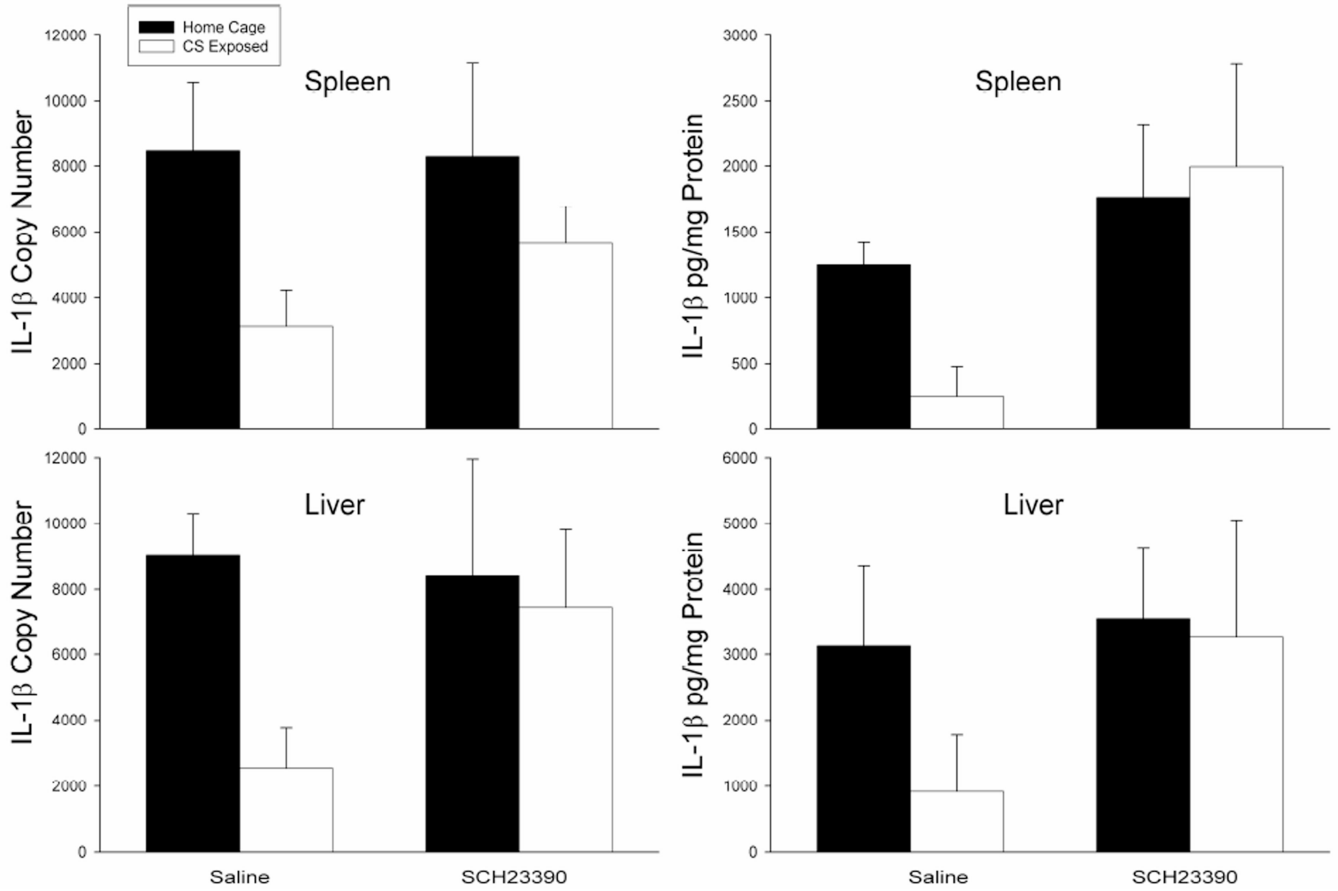 Home Cage
CS Exposed
Spleen
IL-1β Copy Number
12000
10000
8000
6000
4000
2000
0
Spleen
IL-1β pg/mg Protein
3000
2500
2000
1500
1000
500
0
Liver
IL-1β Copy Number
12000
10000
8000
6000
4000
2000
0
Saline
SCH23390
Liver
IL-1β pg/mg Protein
6000
5000
4000
3000
2000
1000
0
Saline
SCH23390